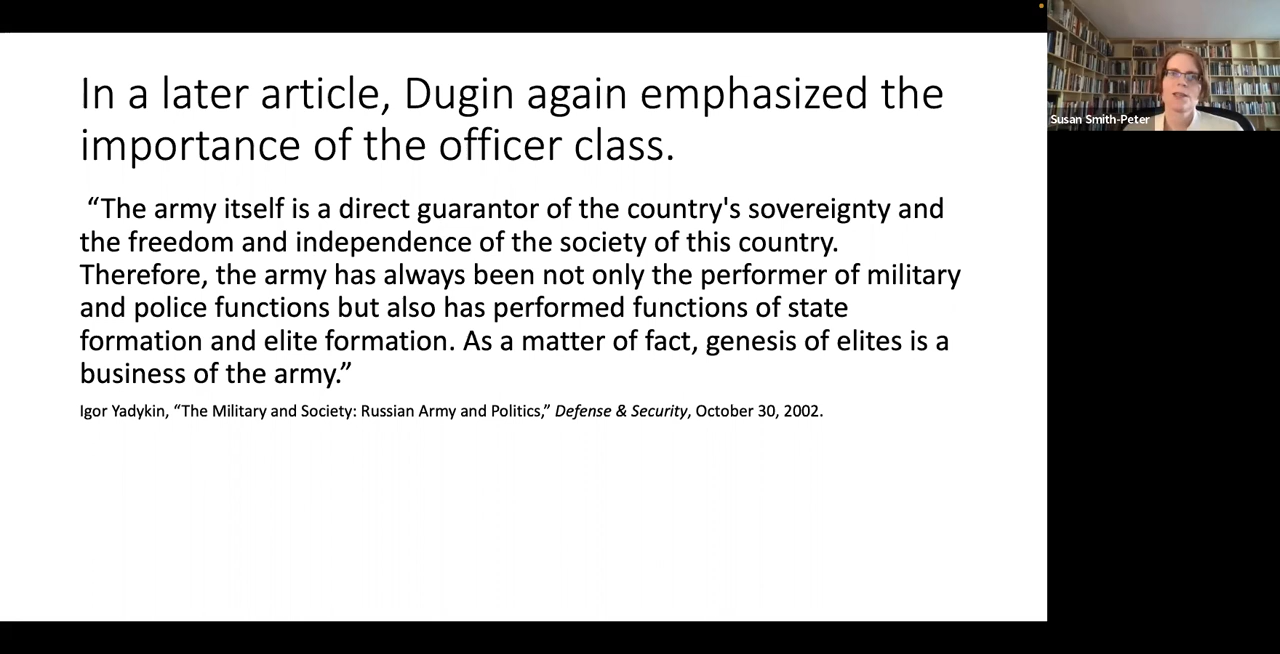 In a later article, Dugin again emphasized the
importance of the officer class.
“The army itself is a direct guarantor of the country's sovereignty and
the freedom and independence of the society of this country.
Therefore, the army has always been not only the performer of military
and police functions but also has performed functions of state
formation and elite formation. As a matter of fact, genesis of elites is a
business of the army.”
Igor Yadykin, “The Military and Society: Russian Army and Politics,” Defense & Security, October 30, 2002.
Susan Smith-Peter